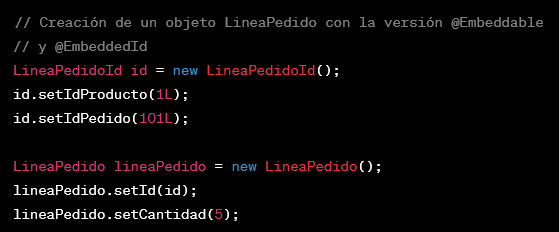 // Creación de un objeto LineaPedido con la versión @Embeddable
// y @EmbeddedId
LineaPedidoId id = new LineaPedidoId();
id.setIdProducto(1L);
id.setIdPedido(101L);
LineaPedido lineaPedido = new LineaPedido();
lineaPedido.setId(id);
lineaPedido.setCantidad(5);